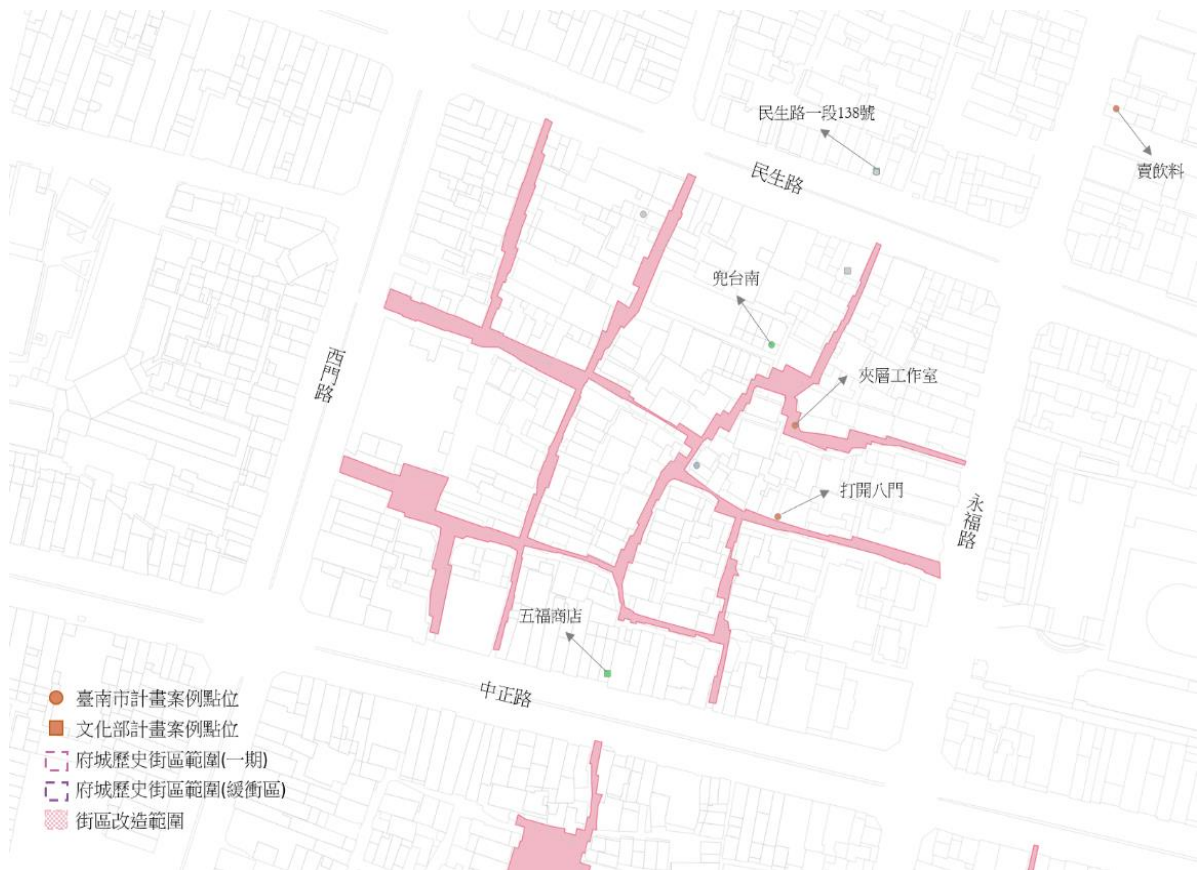 民生路一段138號
賣飲料
民生路
兜台南
西門路
夾層工作室
打開八門
永福路
五福商店
中正路
臺南市計畫案例點位
文化部計畫案例點位
府城歷史街區範圍(一期)
府城歷史街區範圍(緩衝區)
街區改造範圍